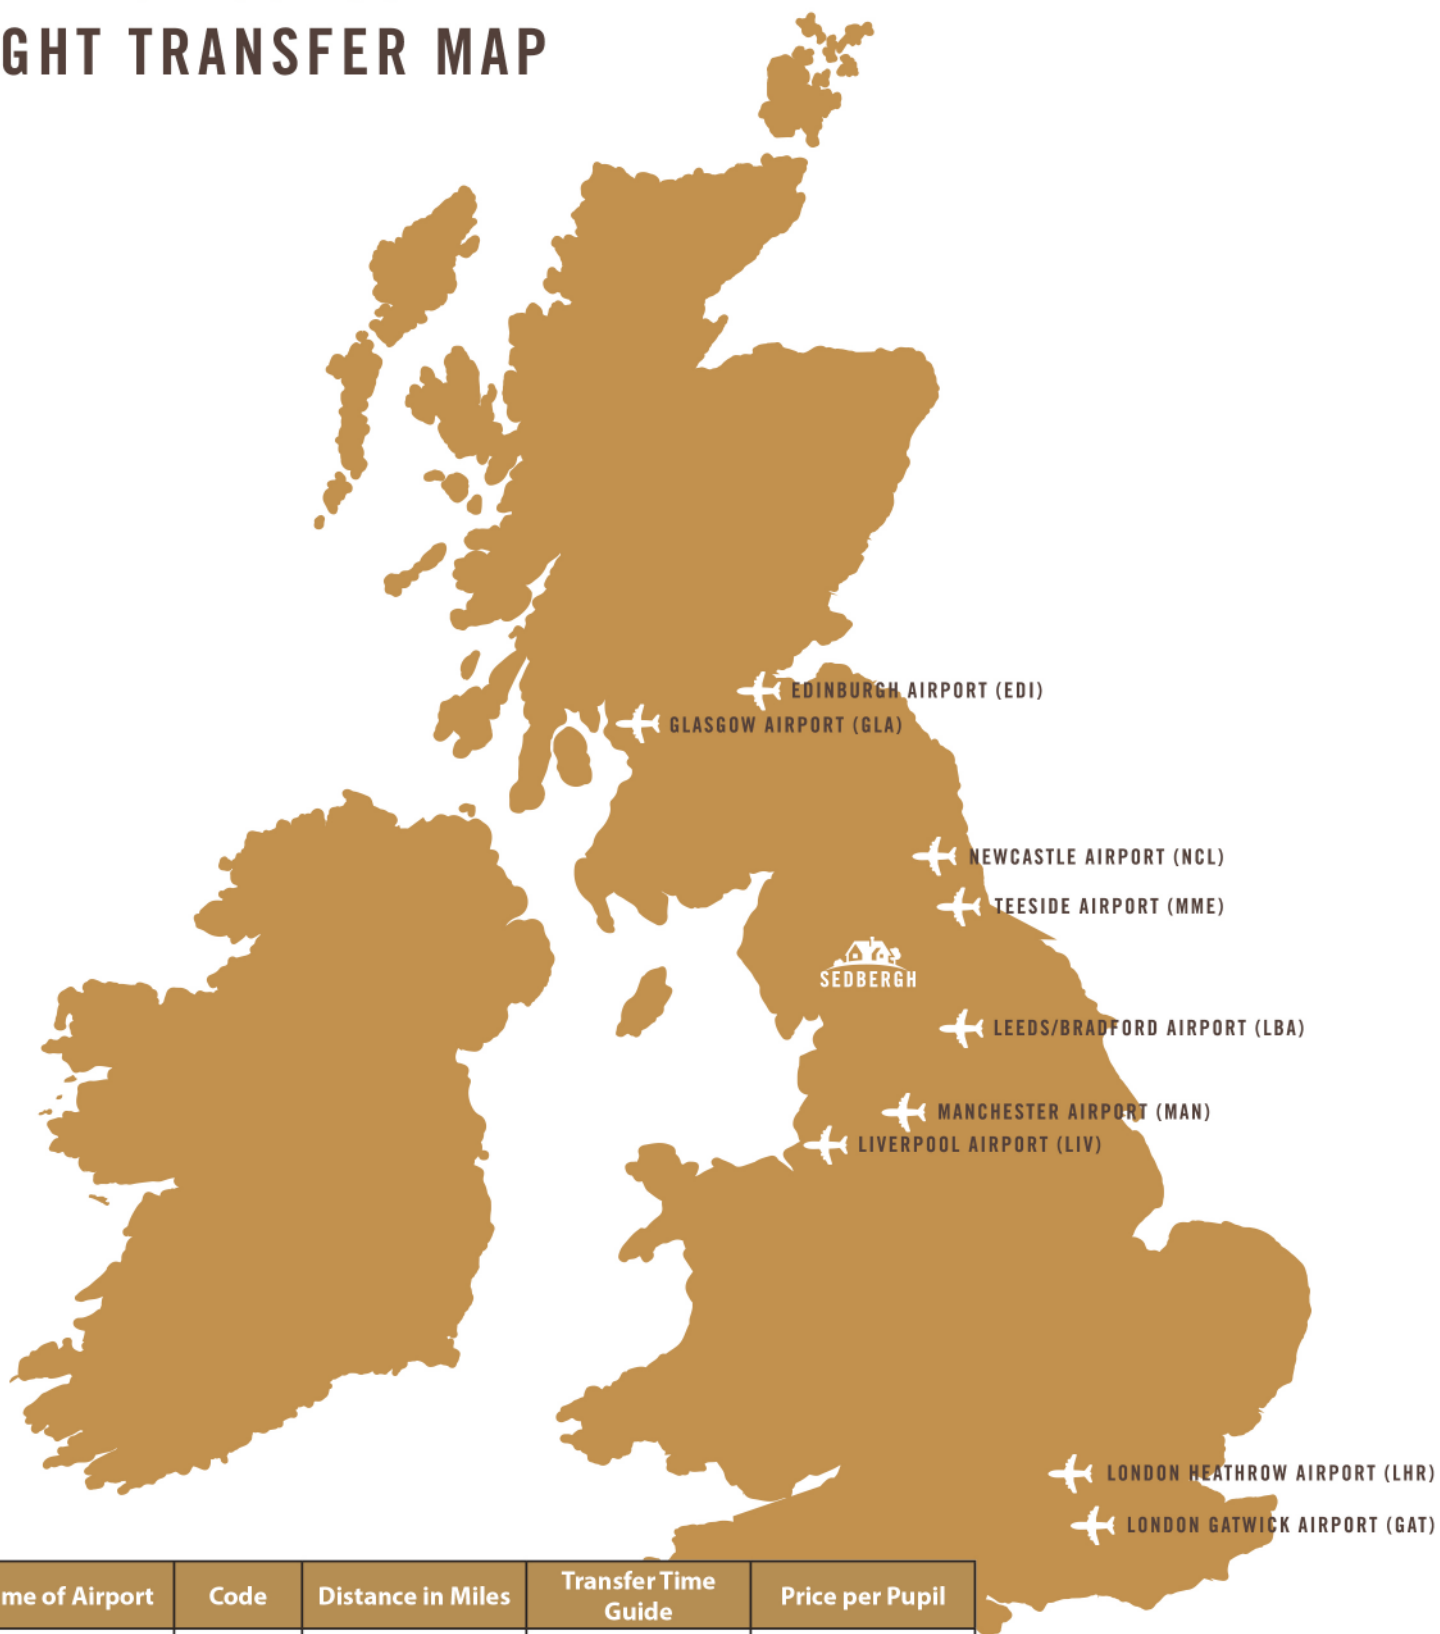 GHT TRANSFER MAP
EDINBURGH AIRPORT (EDI)
GLASGOW AIRPORT (GLA)
NEWCASTLE AIRPORT (NCL)
TEESIDE AIRPORT (MME)
SEDBERGH
LEEDS/BRADFORD AIRPORT (LBA)
MANCHESTER AIRPORT (MAN)
LIVERPOOL AIRPORT (LIV)
LONDON HEATHROW AIRPORT (LHR)
LONDON GATWICK AIRPORT (GAT)
me of Airport
Code
Distance in Miles
Transfer Time
Guide
Price per Pupil